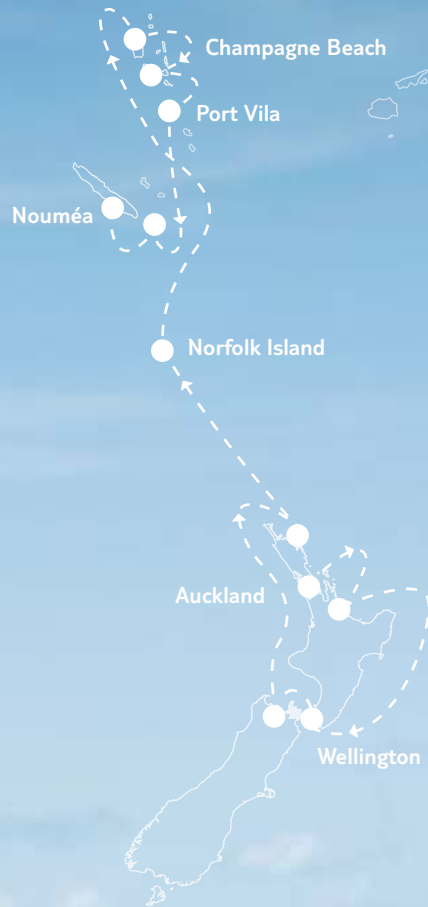 Champagne Beach
Port Vila
Nouméa
Norfolk Island
Auckland
Wellington